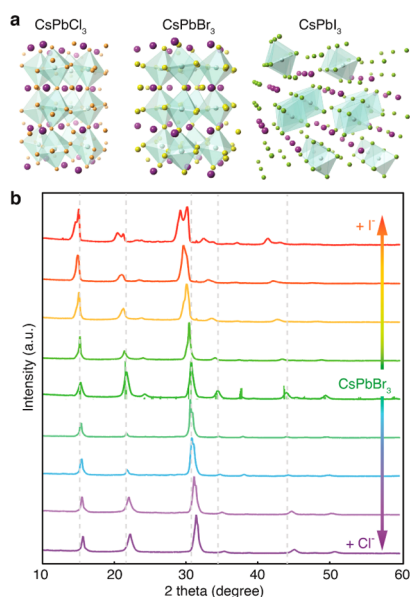 a
CsPbCl3
CsPbBr3
CsPbI3
b
+ I-
CsPbBr3
+ Cl-
Intensity (a.u.)
10 20 30 40 50 60
2 theta (degree)